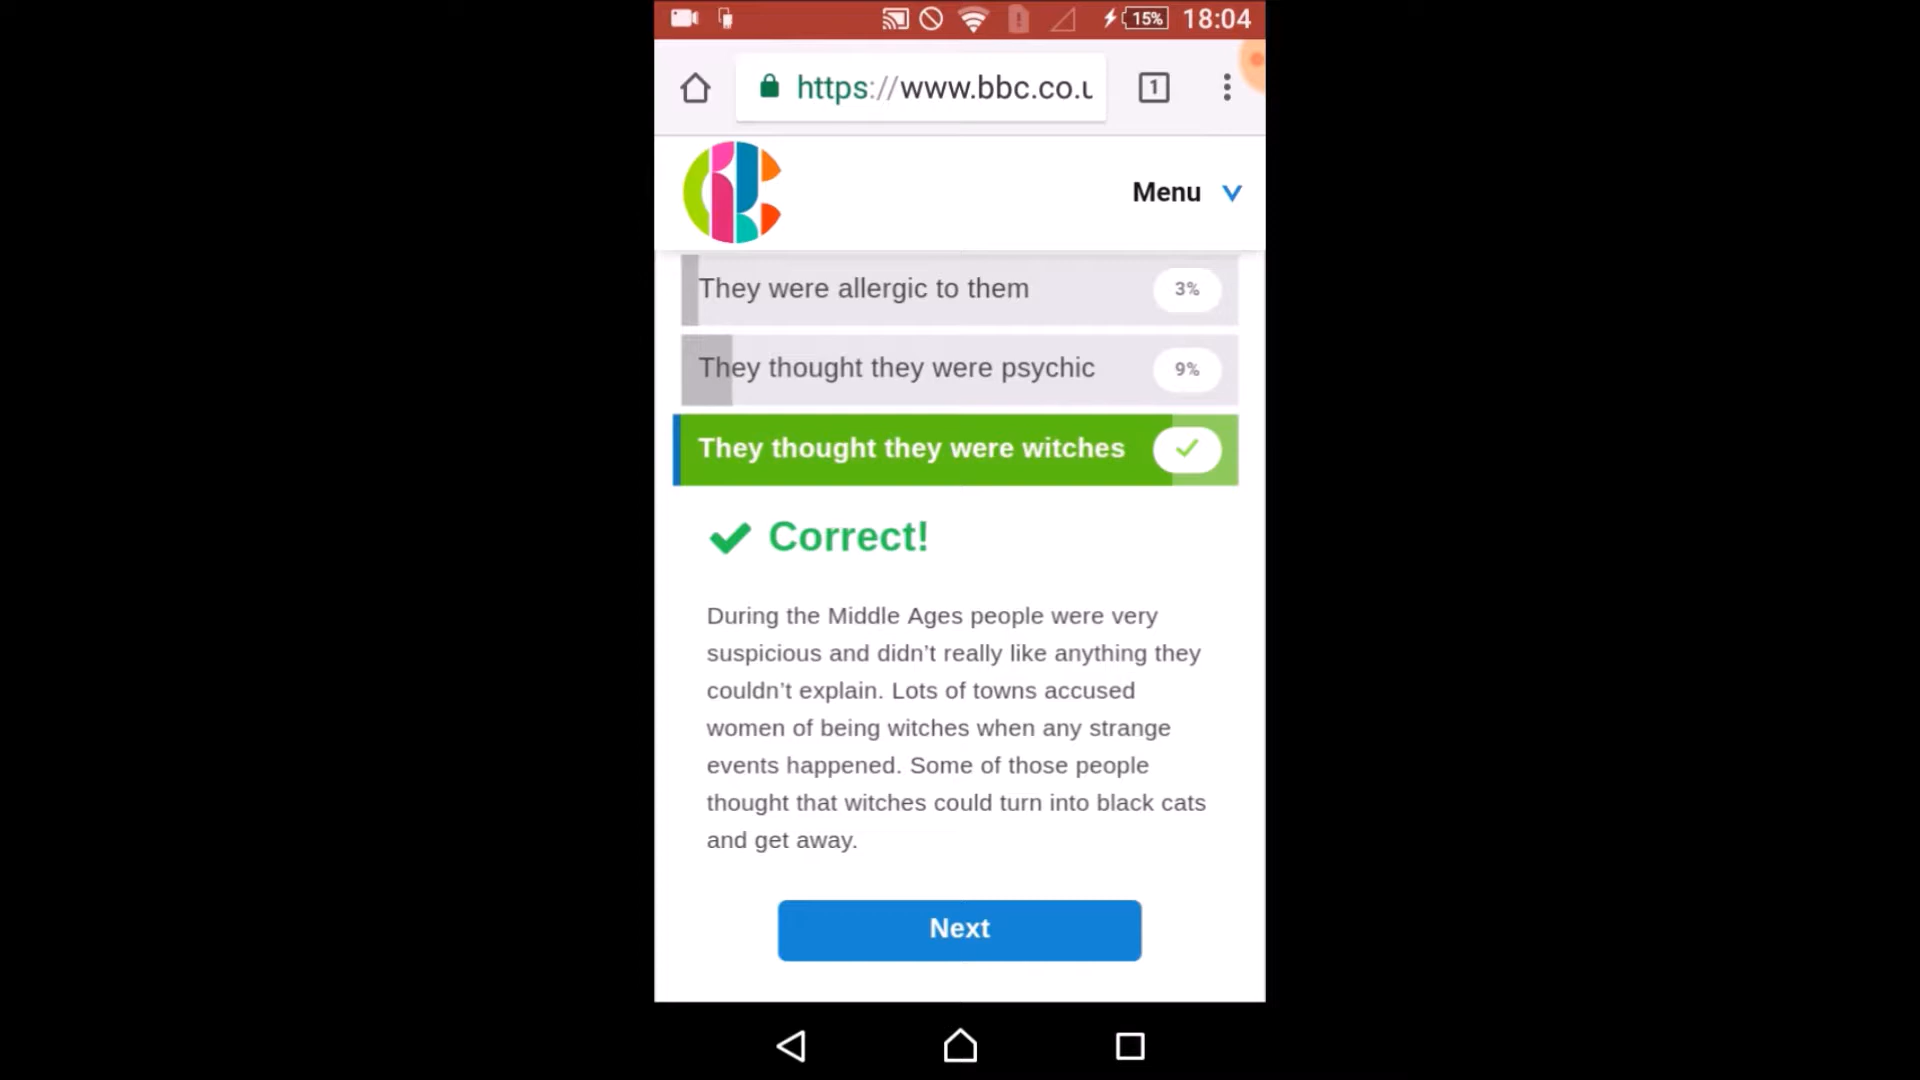 15% 18:04
https://www.bbc.co.u
1
Menu
They were allergic to them 3%
They thought they were psychic 9%
They thought they were witches
Correct!
During the Middle Ages people were very
suspicious and didn’t really like anything they
couldn’t explain. Lots of towns accused
women of being witches when any strange
events happened. Some of those people
thought that witches could turn into black cats
and get away.
Next